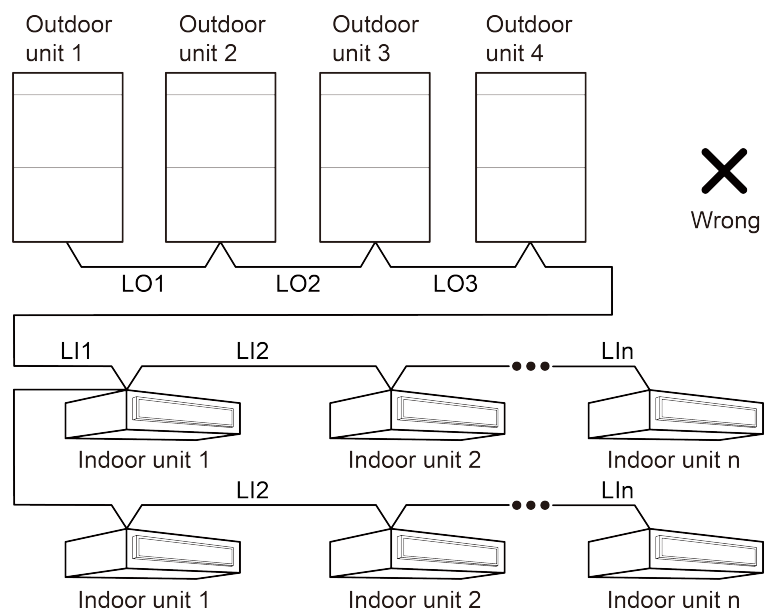 Outdoor
unit 1
Outdoor
unit 2
Outdoor
unit 3
Outdoor
unit 4
Wrong
LO1
LO2
LO3
LI1
LI2
LIn
Indoor unit 1
Indoor unit 2
Indoor unit n
LI2
LIn
Indoor unit 1
Indoor unit 2
Indoor unit n